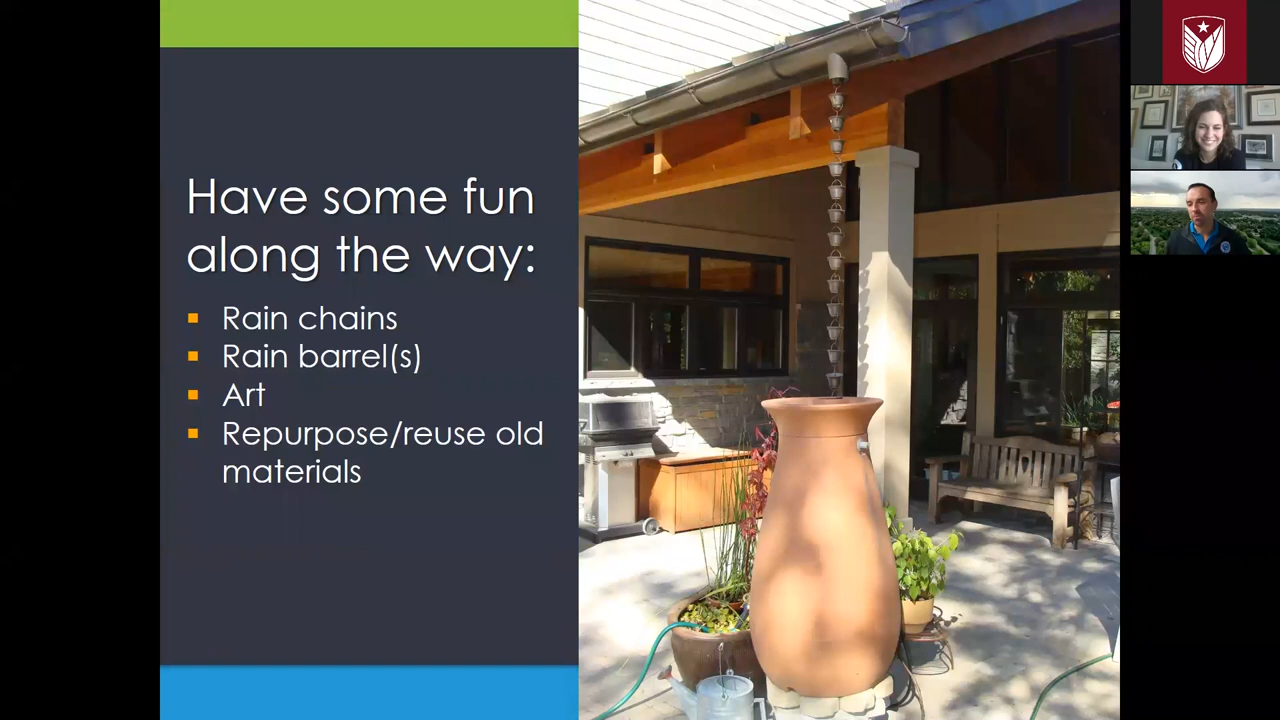 Have some fun
along the way:
Rain chains
Rain barrel(s)
Art
Repurpose/reuse old
materials